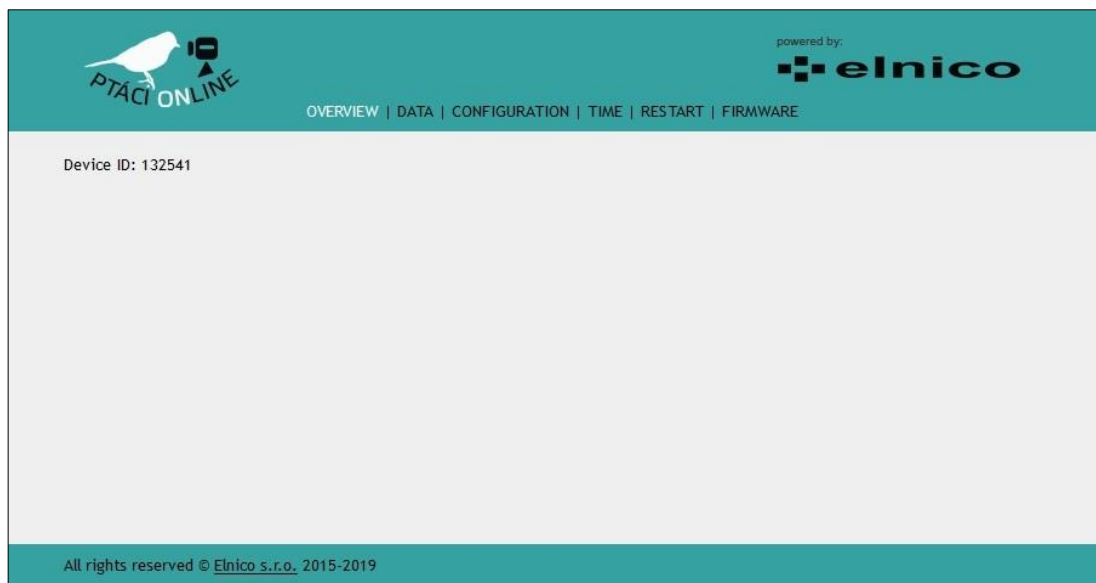 PTÁCI ONLINE
powered by:
elnico
OVERVIEW | DATA | CONFIGURATION | TIME | RESTART | FIRMWARE
Device ID: 132541
All rights reserved © Elnico s.r.o. 2015-2019